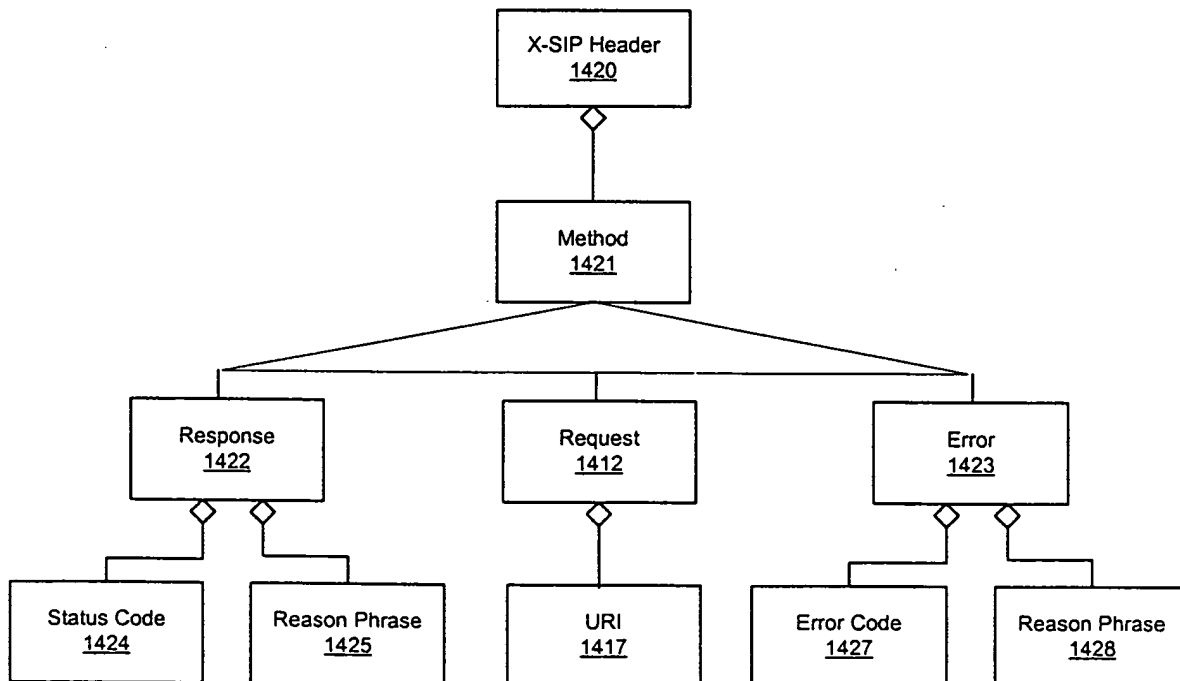 X-SIP Header
1420
Method
1421
Response
1422
Request
1412
Error
1423
Status Code
1424
Reason Phrase
1425
URI
1417
Error Code
1427
Reason Phrase
1428